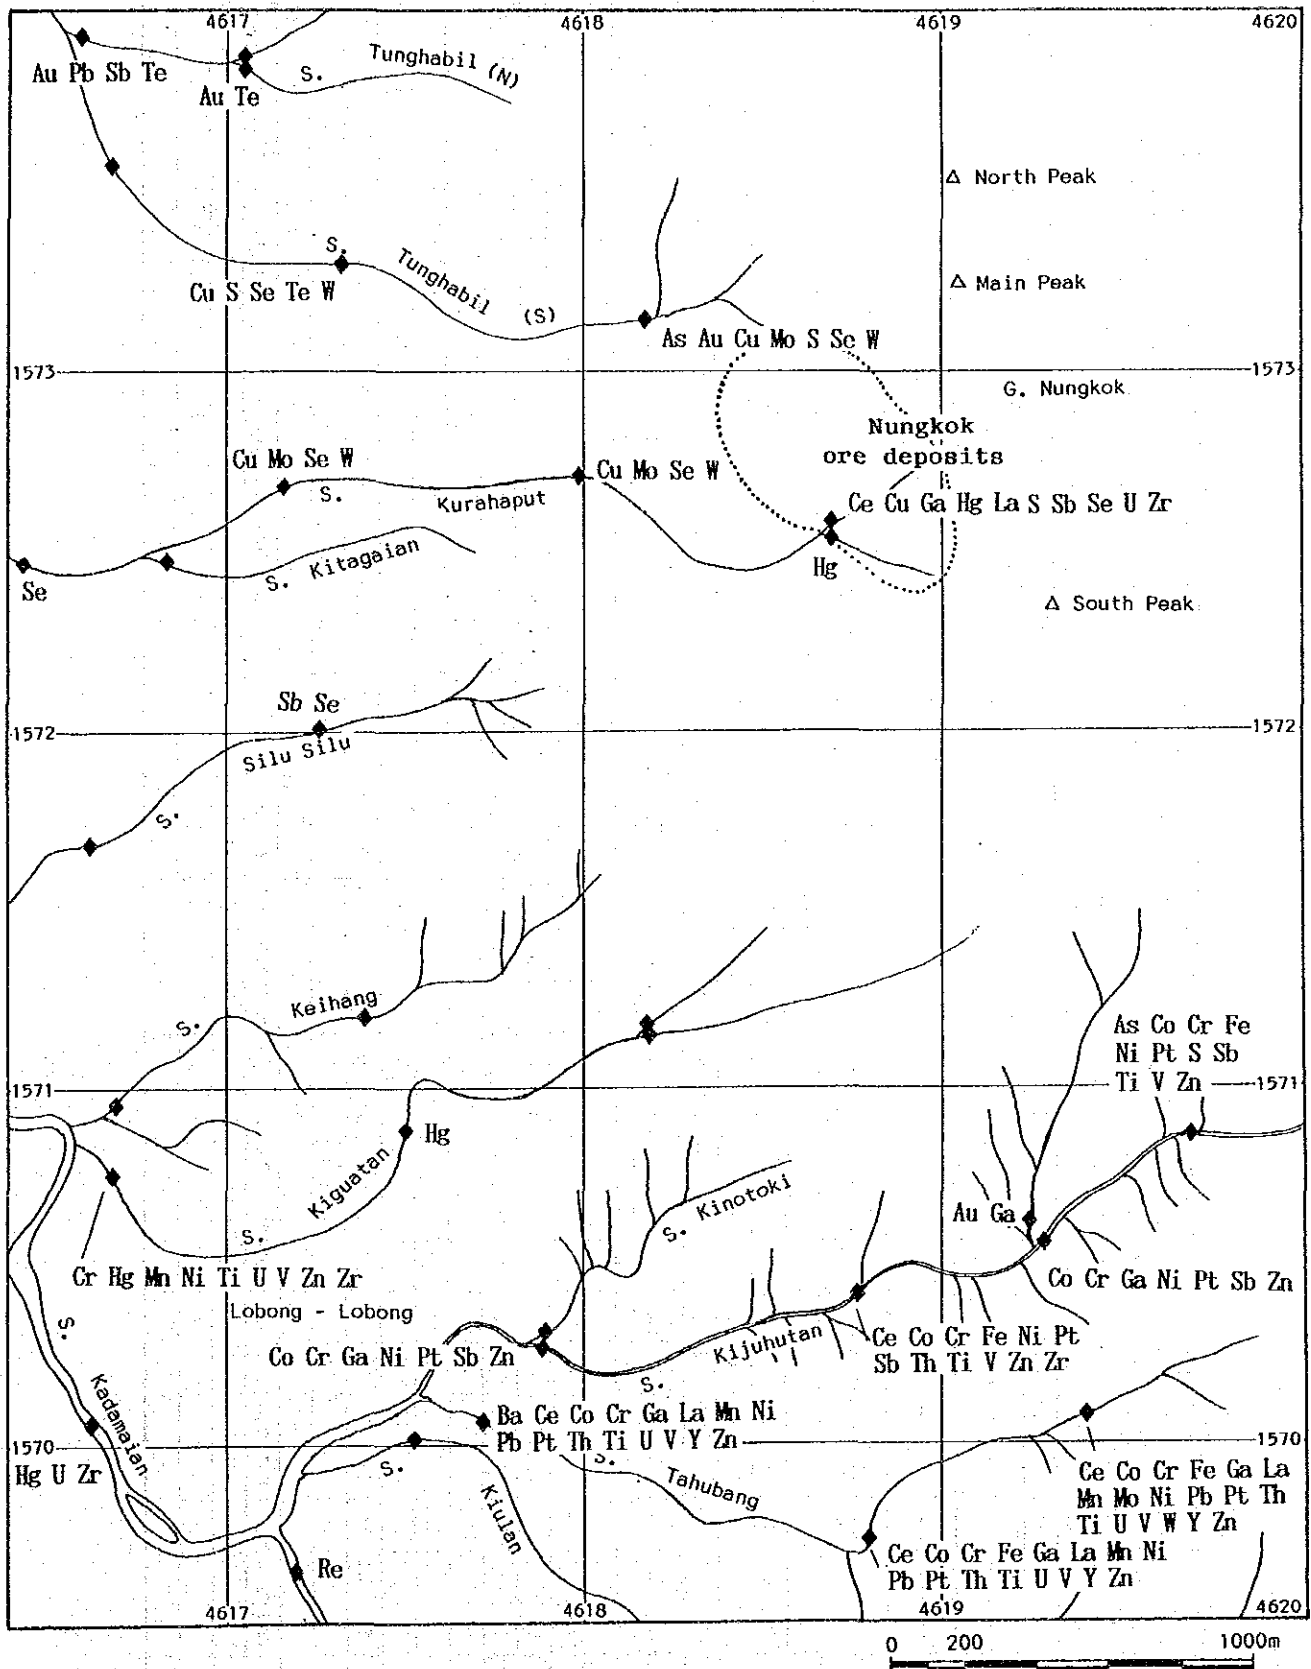 4617
4618
4619
4620
Au Pb Sb Te
Au Te
S.
Tunghabil (N)
North Peak
Main Peak
S.
Tunghabil (S)
Cu S Se Te W
As Au Cu Mo S Se W
1573
1573
G. Nungkok
Nungkok
ore deposits
Cu Mo Se W
S.
Kurahaput
Cu Mo Se W
Ce Cu Ga Hg La S Sb Se U Zr
Hg
S. Kitagaian
Se
South Peak
Sb Se
1572
1572
Silu Silu
S.
Keihang
S.
As Co Cr Fe
Ni Pt S Sb
Ti V Zn
1571
1571
Hg
Kiguatan
S.
S. Kinotoki
Au Ga
Cr Hg Mn Ni Ti U V Zn Zr
Co Cr Ga Ni Pt Sb Zn
Lobong - Lobong
S.
Co Cr Ga Ni Pt Sb Zn
Kijuhutan
S.
Ce Co Cr Fe Ni Pt
Sb Th Ti V Zn Zr
Kadamaian
Ba Ce Co Cr Ga La Mn Ni
Pb Pt Th Ti U V Y Zn
1570
1570
Hg U Zr
S.
Kiulan
S.
Tahubang
Ce Co Cr Fe Ga La
Mn Mo Ni Pb Pt Th
Ti U V W Y Zn
Ce Co Cr Fe Ga La Mn Ni
Pb Pt Th Ti U V Y Zn
Re
4617
4618
4619
4620
0 200 1000m